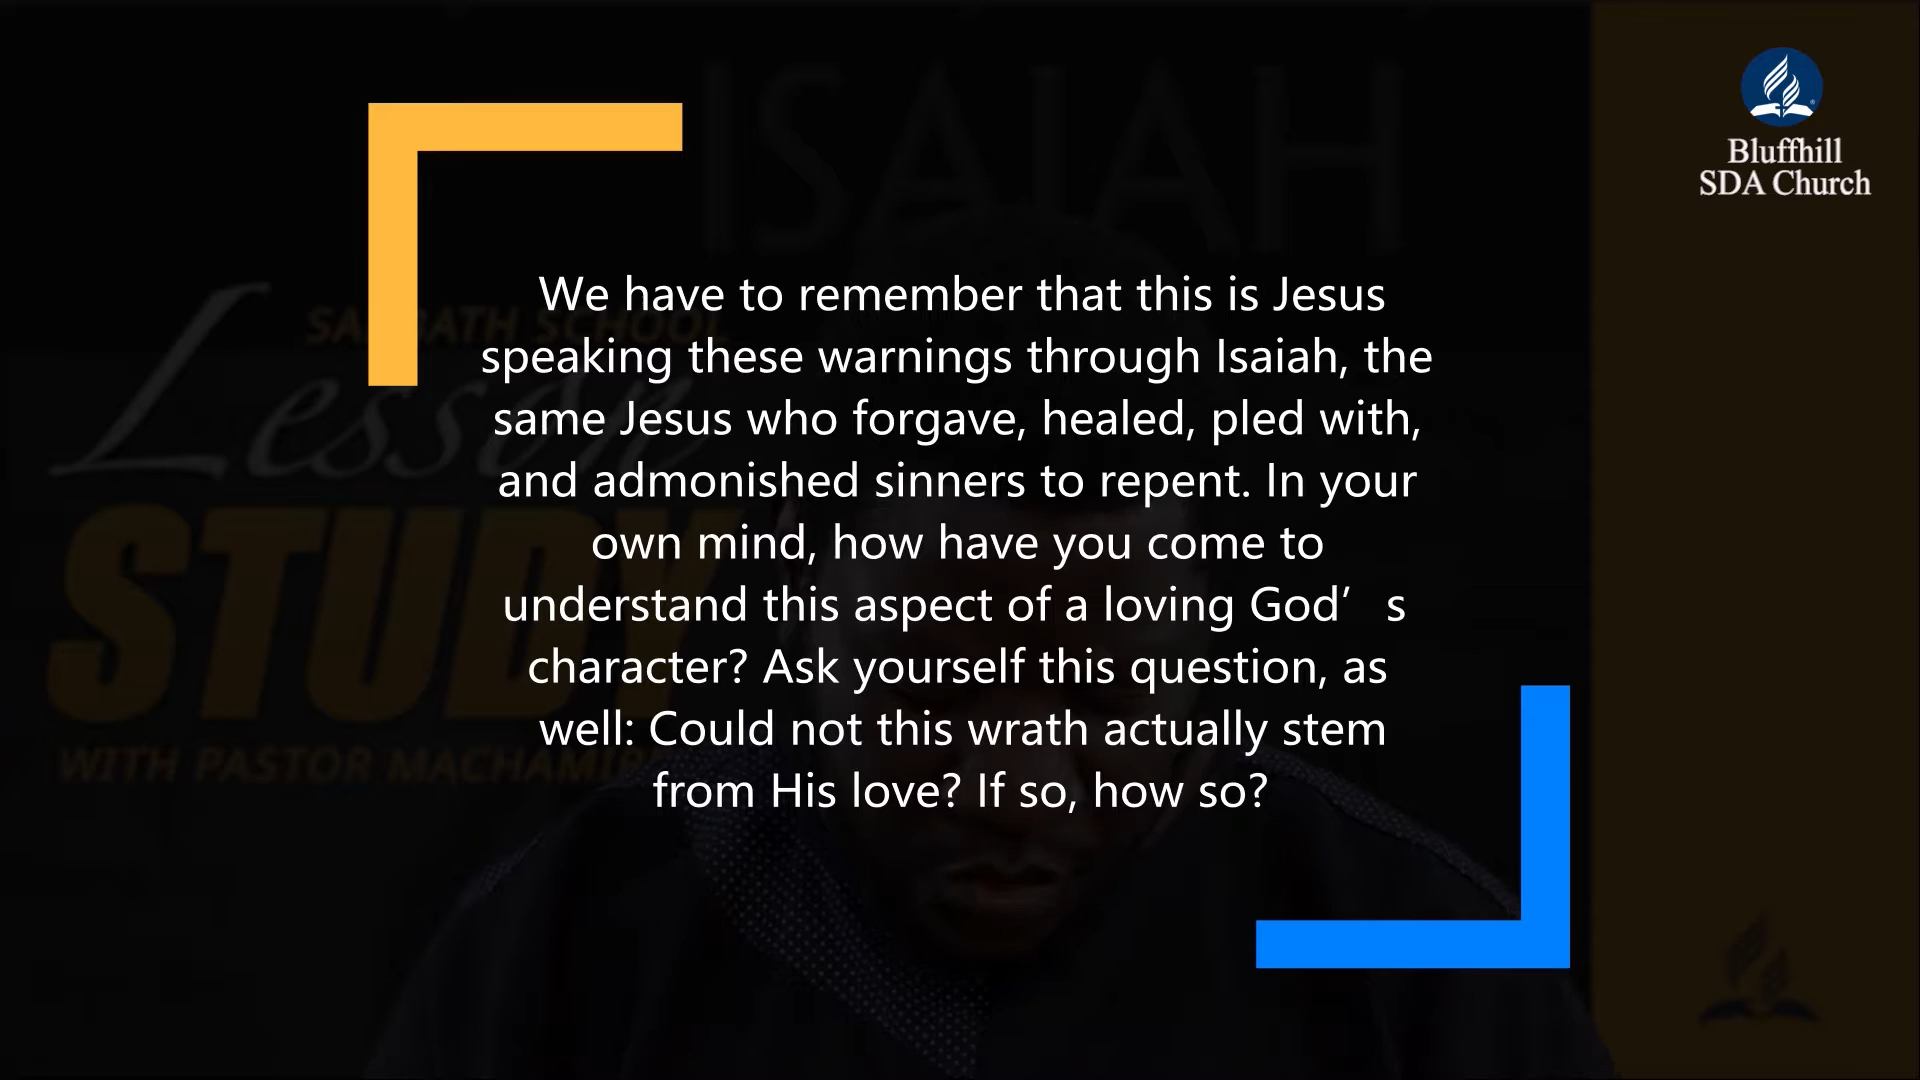 ISAIAH
Bluffhill
SDA Church
We have to remember that this is Jesus
speaking these warnings through Isaiah, the
same Jesus who forgave, healed, pled with,
and admonished sinners to repent. In your
own mind, how have you come to
understand this aspect of a loving God’s
character? Ask yourself this question, as
well: Could not this wrath actually stem
from His love? If so, how so?
SABBATH SCHOOL
Lesson
STUDY
WITH PASTOR